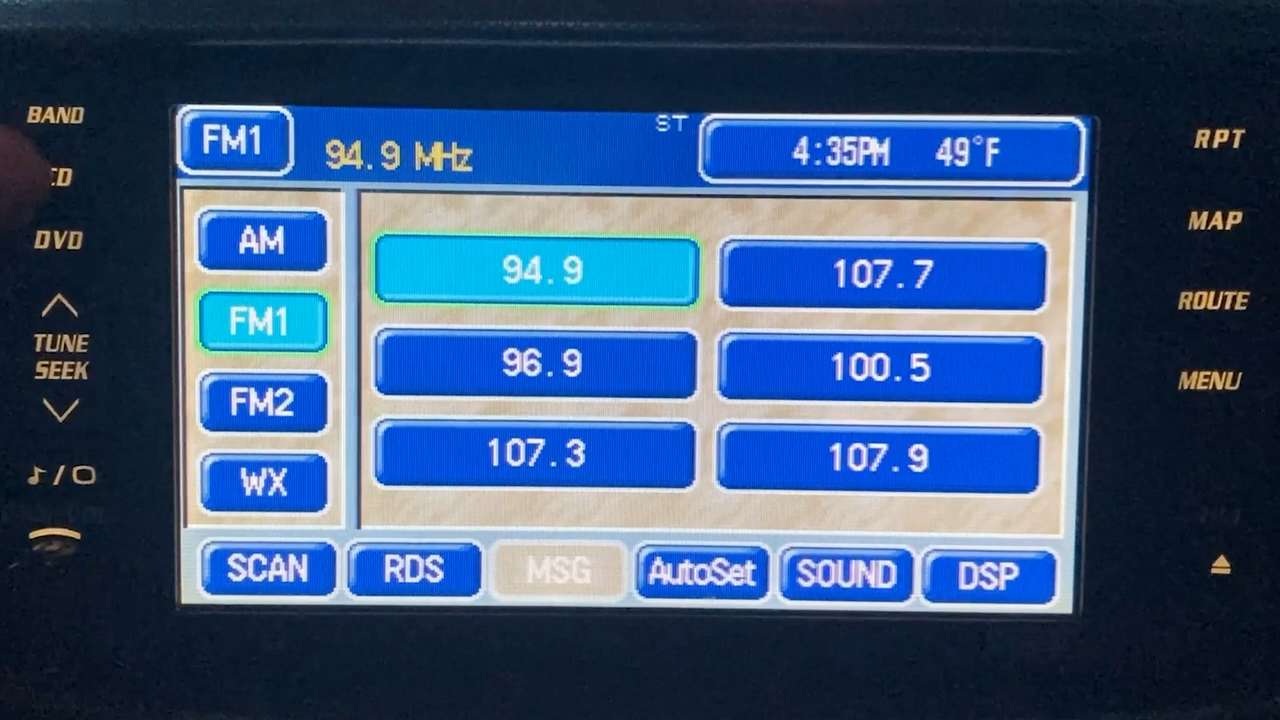 BAND
CD
DVD
TUNE
SEEK
FM1
94.9 MHz
ST
4:35PM 49°F
AM
FM1
FM2
WX
94.9
107.7
96.9
100.5
107.3
107.9
SCAN
RDS
MSG
AutoSet
SOUND
DSP
RPT
MAP
ROUTE
MENU